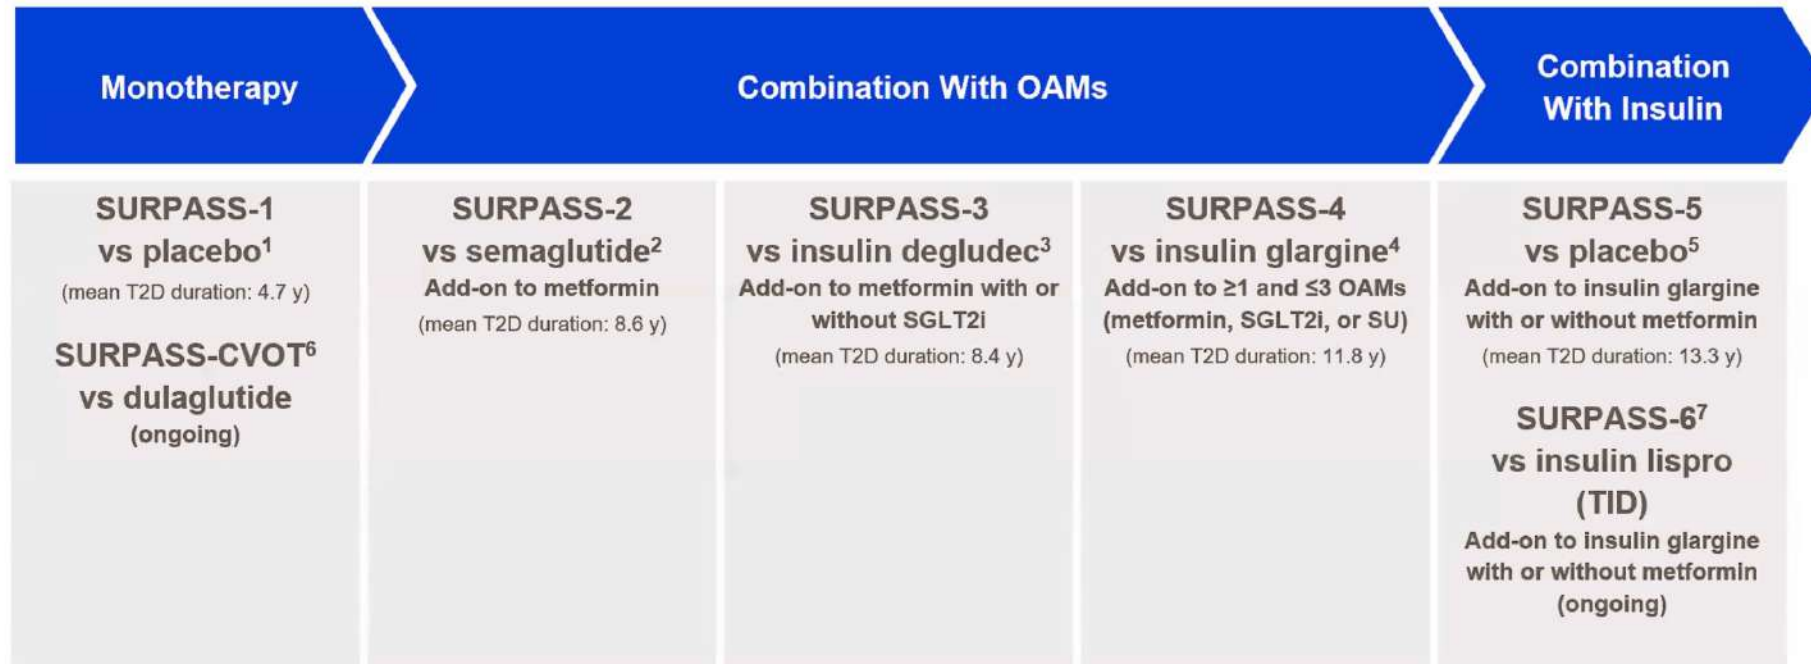 Monotherapy
Combination With OAMs
Combination
With Insulin
SURPASS-1
vs placebo¹
(mean T2D duration: 4.7 y)
SURPASS-CVOT⁶
vs dulaglutide
(ongoing)
SURPASS-2
vs semaglutide²
Add-on to metformin
(mean T2D duration: 8.6 y)
SURPASS-3
vs insulin degludec³
Add-on to metformin with or
without SGLT2i
(mean T2D duration: 8.4 y)
SURPASS-4
vs insulin glargine⁴
Add-on to ≥1 and ≤3 OAMs
(metformin, SGLT2i, or SU)
(mean T2D duration: 11.8 y)
SURPASS-5
vs placebo⁵
Add-on to insulin glargine
with or without metformin
(mean T2D duration: 13.3 y)
SURPASS-6⁷
vs insulin lispro
(TID)
Add-on to insulin glargine
with or without metformin
(ongoing)